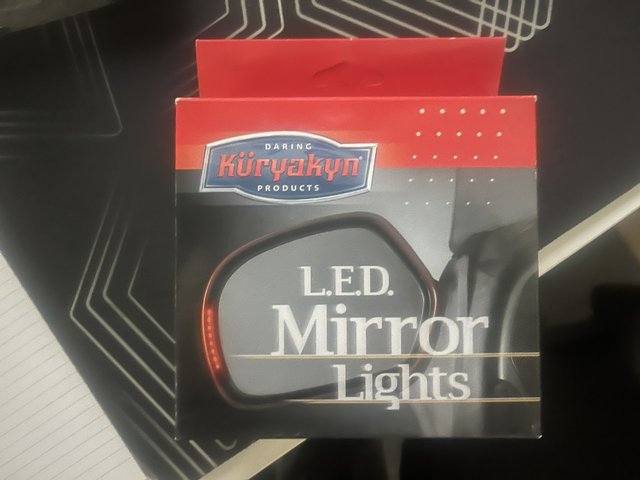 DARING
Küryakyn
PRODUCTS
L.E.D.
Mirror
Lights